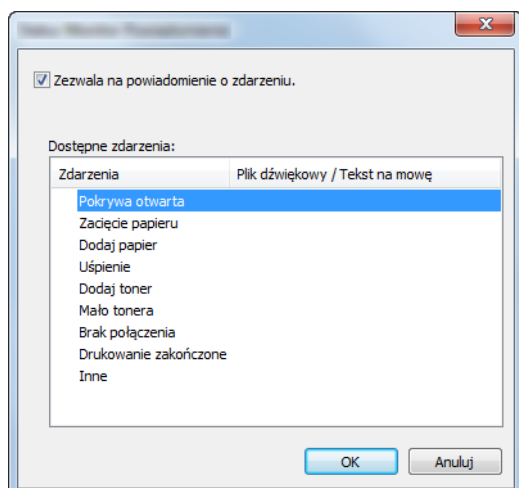 Zezwala na powiadomienie o zdarzeniu.
Dostępne zdarzenia:
Zdarzenia Plik dźwiękowy / Tekst na mowę
Pokrywa otwarta
Zacięcie papieru
Dodaj papier
Uśpienie
Dodaj toner
Mało tonera
Brak połączenia
Drukowanie zakończone
Inne
OK Anuluj